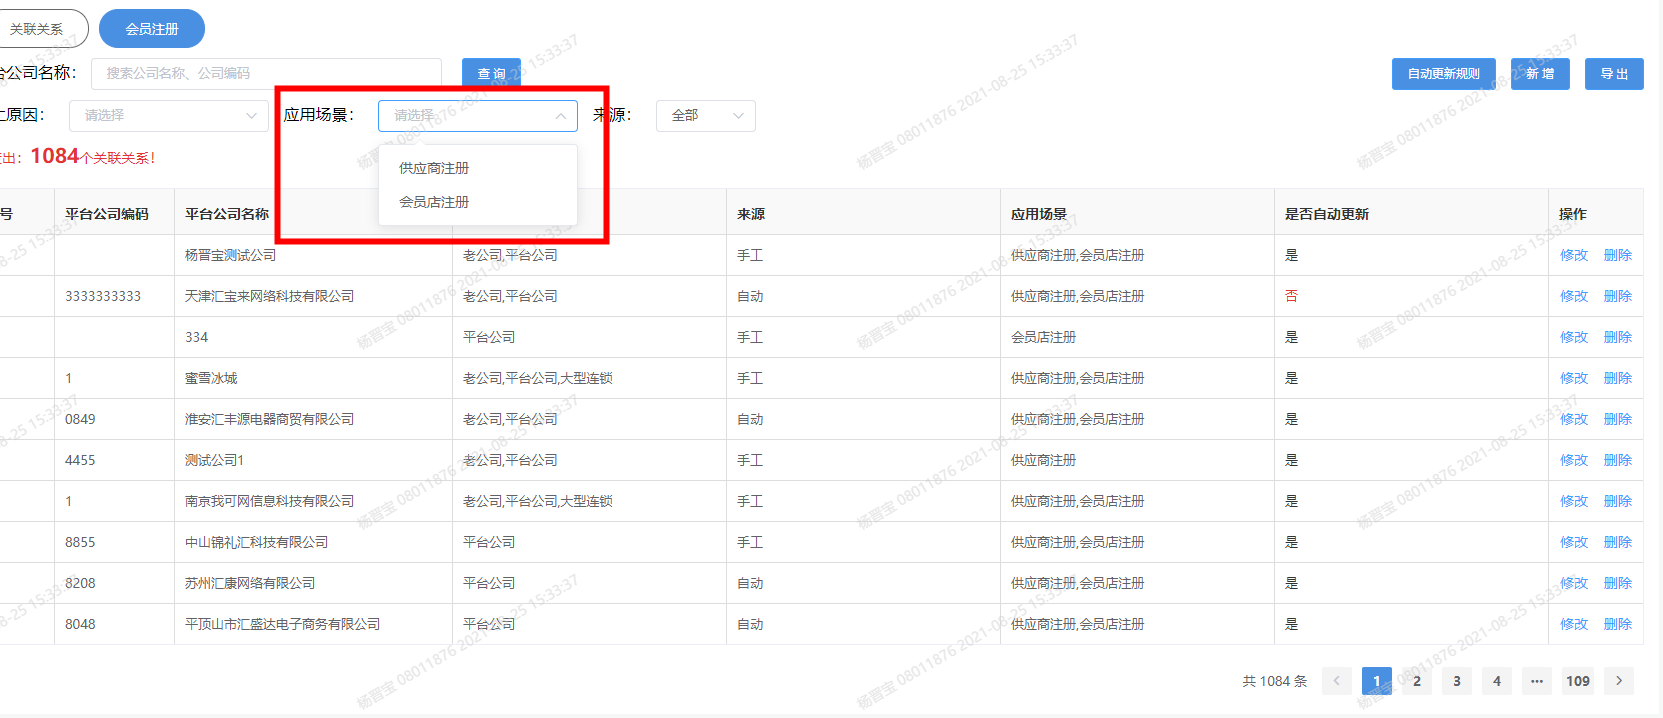 关联关系 会员注册
台公司名称： 搜索公司名称、公司编码 查 询 自动更新规则 新 增 导 出
原因： 请选择 应用场景： 请选择 来源： 全部
出：1084个关联关系！
供应商注册
会员店注册
号 平台公司编码 平台公司名称 来源 应用场景 是否自动更新 操作
杨晋宝测试公司 老公司,平台公司 手工 供应商注册,会员店注册 是 修改 删除
3333333333 天津汇宝来网络科技有限公司 老公司,平台公司 自动 供应商注册,会员店注册 否 修改 删除
334 平台公司 手工 会员店注册 是 修改 删除
1 蜜雪冰城 老公司,平台公司,大型连锁 手工 供应商注册,会员店注册 是 修改 删除
0849 淮安汇丰源电器商贸有限公司 老公司,平台公司 自动 供应商注册,会员店注册 是 修改 删除
4455 测试公司1 老公司,平台公司 手工 供应商注册 是 修改 删除
1 南京我可网信息科技有限公司 老公司,平台公司,大型连锁 手工 供应商注册,会员店注册 是 修改 删除
8855 中山锦礼汇科技有限公司 平台公司 手工 供应商注册,会员店注册 是 修改 删除
8208 苏州汇康网络有限公司 平台公司 自动 供应商注册,会员店注册 是 修改 删除
8048 平顶山市汇盛达电子商务有限公司 平台公司 自动 供应商注册,会员店注册 是 修改 删除
共 1084 条 1 2 3 4 ··· 109
杨晋宝 08011876 2021-08-25 15:33:37